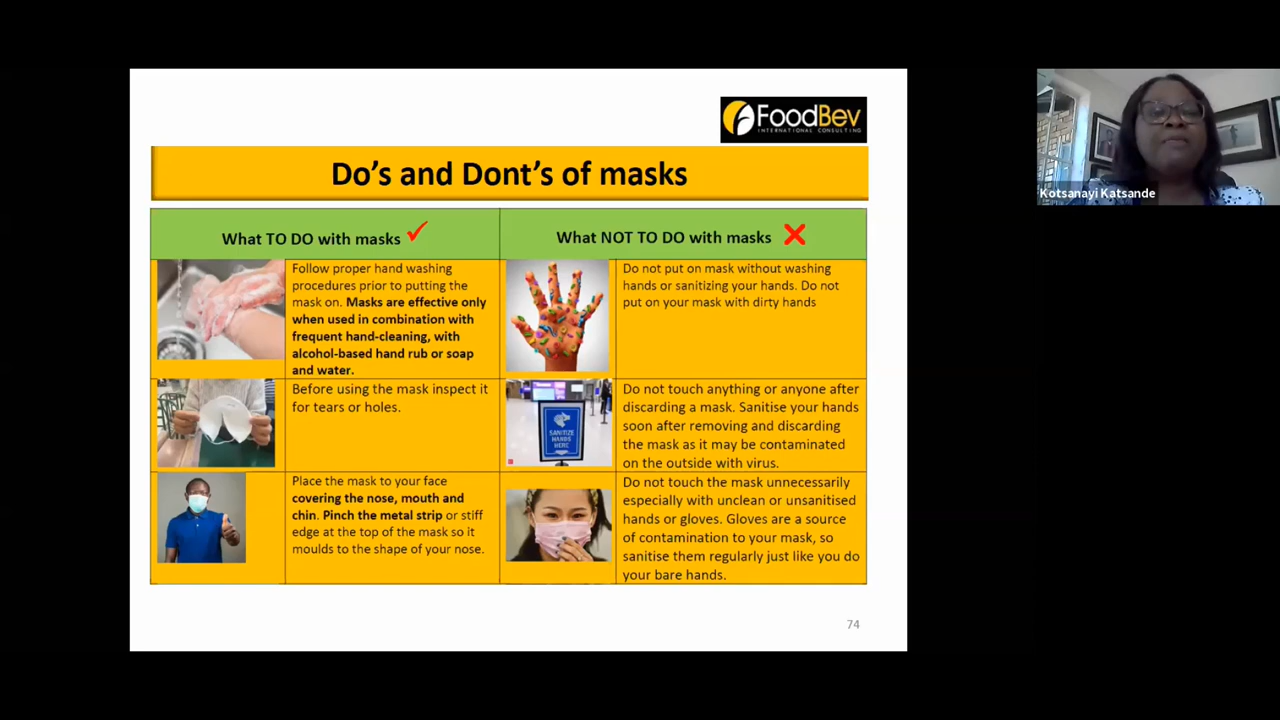 FoodBev
INTERNATIONAL CONSULTING
Do's and Dont's of masks
What TO DO with masks
What NOT TO DO with masks
Follow proper hand washing
procedures prior to putting the
mask on. Masks are effective only
when used in combination with
frequent hand-cleaning, with
alcohol-based hand rub or soap
and water.
Do not put on mask without washing
hands or sanitizing your hands. Do not
put on your mask with dirty hands
Before using the mask inspect it
for tears or holes.
SANITIZE
HANDS
HERE
Do not touch anything or anyone after
discarding a mask. Sanitise your hands
soon after removing and discarding
the mask as it may be contaminated
on the outside with virus.
Place the mask to your face
covering the nose, mouth and
chin. Pinch the metal strip or stiff
edge at the top of the mask so it
moulds to the shape of your nose.
Do not touch the mask unnecessarily
especially with unclean or unsanitised
hands or gloves. Gloves are a source
of contamination to your mask, so
sanitise them regularly just like you do
your bare hands.
74
Kotsanayi Katsande